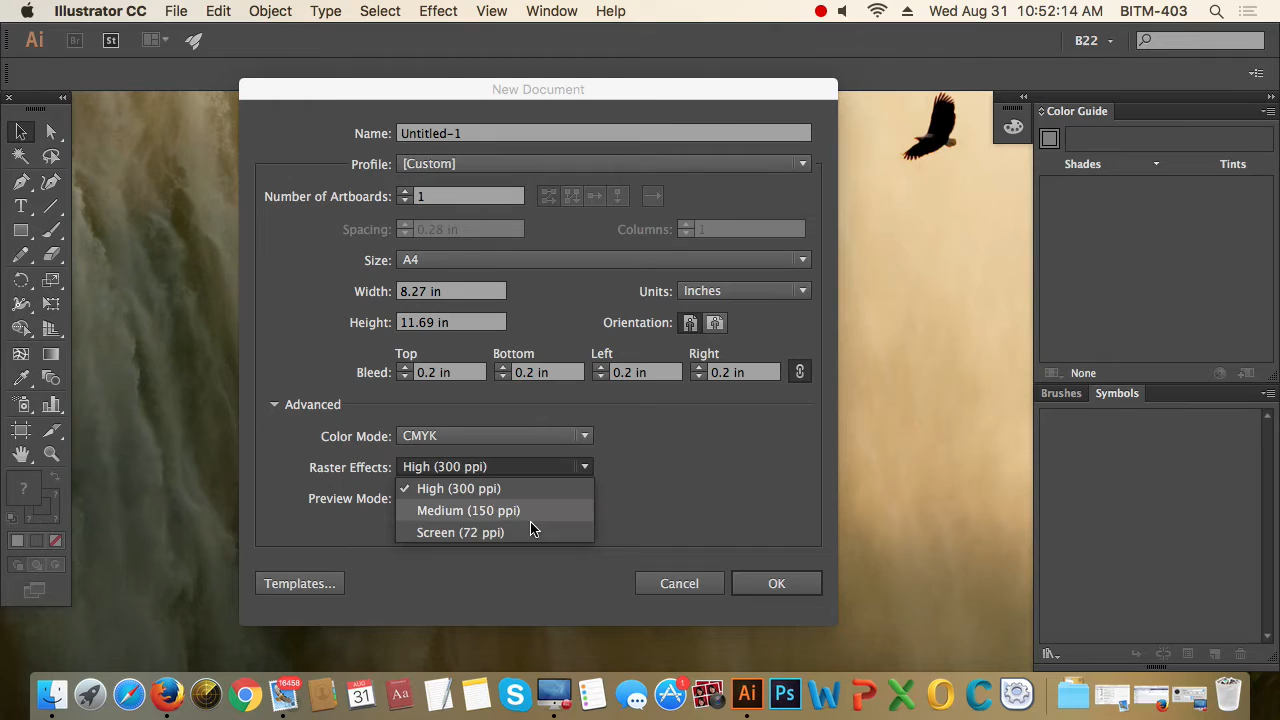 Illustrator CC File Edit Object Type Select Effect View Window Help Wed Aug 31 10:52:14 AM BITM-403
Ai Br St B22
New Document
Name: Untitled-1
Color Guide
Profile: [Custom]
Shades Tints
Number of Artboards: 1
Spacing: 0.28 in Columns: 1
Size: A4
Width: 8.27 in Units: Inches
Height: 11.69 in Orientation:
Top Bottom Left Right
Bleed: 0.2 in 0.2 in 0.2 in 0.2 in
None
Brushes Symbols
Advanced
Color Mode: CMYK
Raster Effects: High (300 ppi)
High (300 ppi)
Preview Mode:
Medium (150 ppi)
Screen (72 ppi)
?
Templates... Cancel OK
16458
AUG
31
Aa
1
Ai
Ps